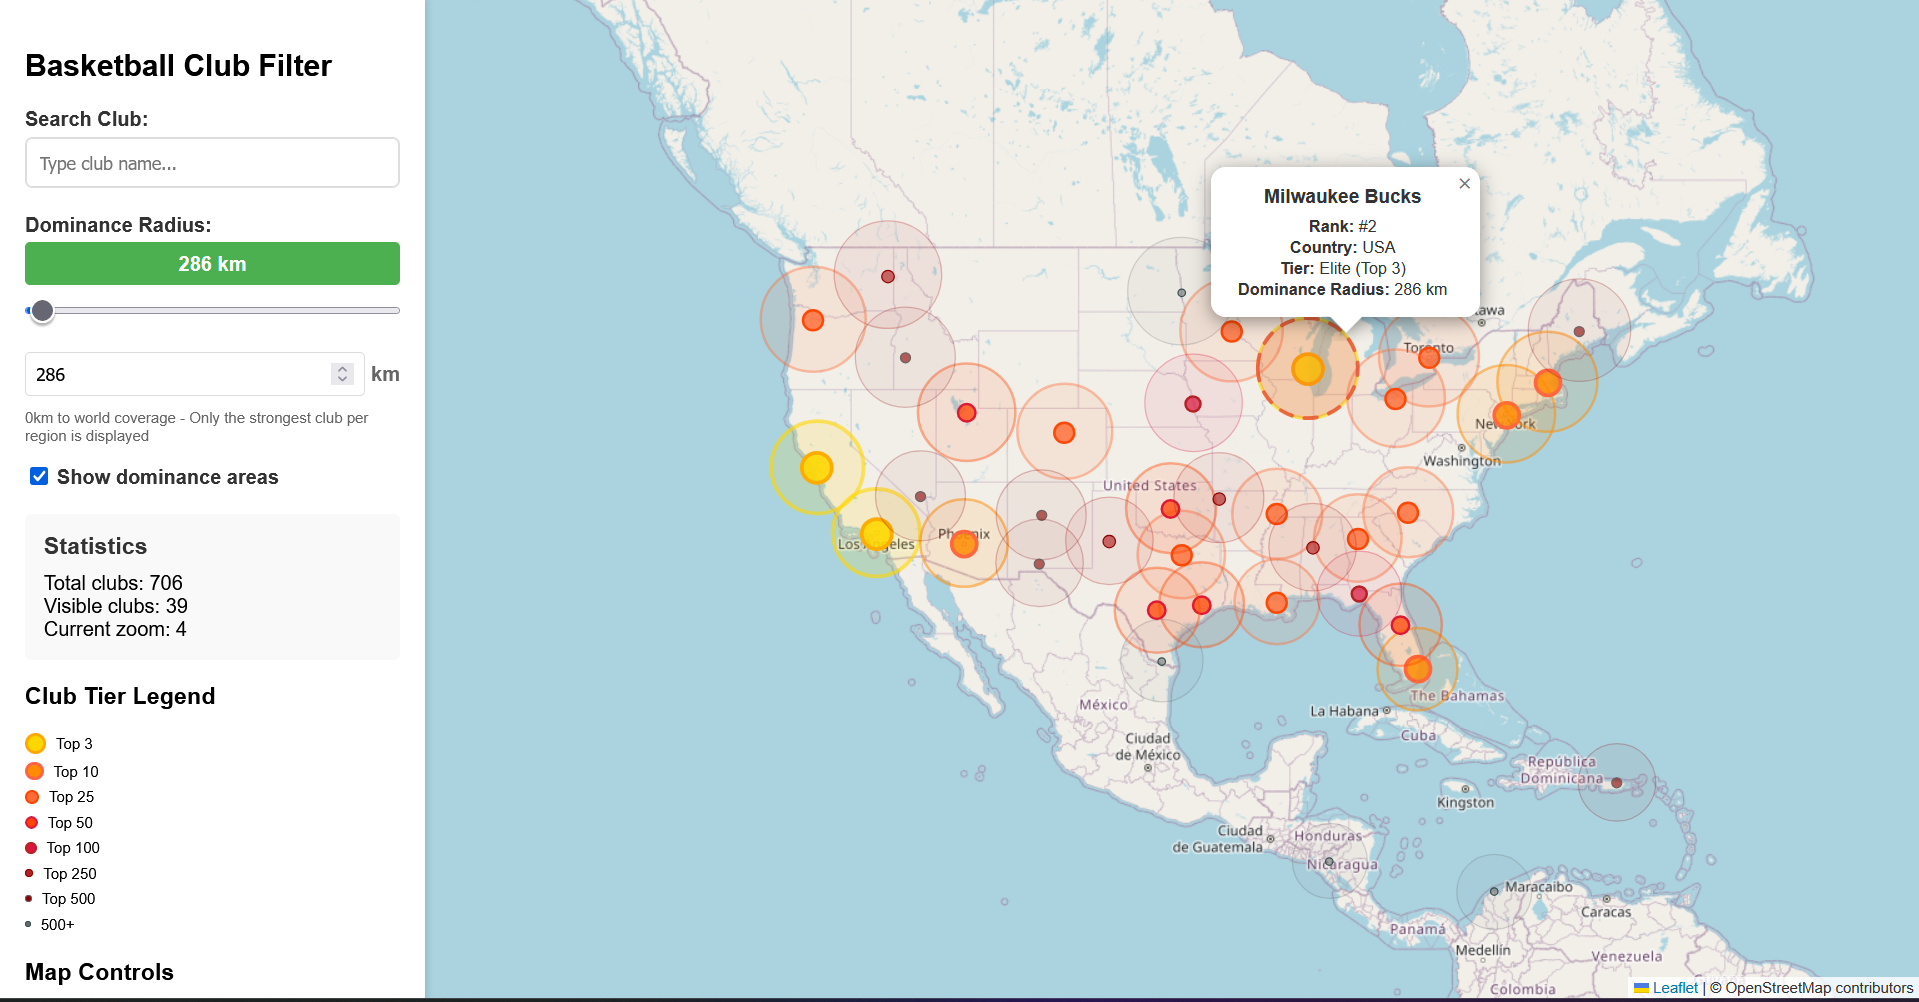 Basketball Club Filter
Search Club:
Type club name...
Dominance Radius:
286 km
286
km
0km to world coverage - Only the strongest club per
region is displayed
Show dominance areas
Statistics
Total clubs: 706
Visible clubs: 39
Current zoom: 4
Club Tier Legend
Top 3
Top 10
Top 25
Top 50
Top 100
Top 250
Top 500
500+
Map Controls
×
Milwaukee Bucks
Rank: #2
Country: USA
Tier: Elite (Top 3)
Dominance Radius: 286 km
Toronto
Washington
United States
Los Angeles
México
Ciudad
de México
La Habana
The Bahamas
Cuba
República
Dominicana
Kingston
Ciudad
de Guatemala
Honduras
Nicaragua
Maracaibo
Caracas
Panamá
Medellín
Venezuela
Colombia
Leaflet | © OpenStreetMap contributors